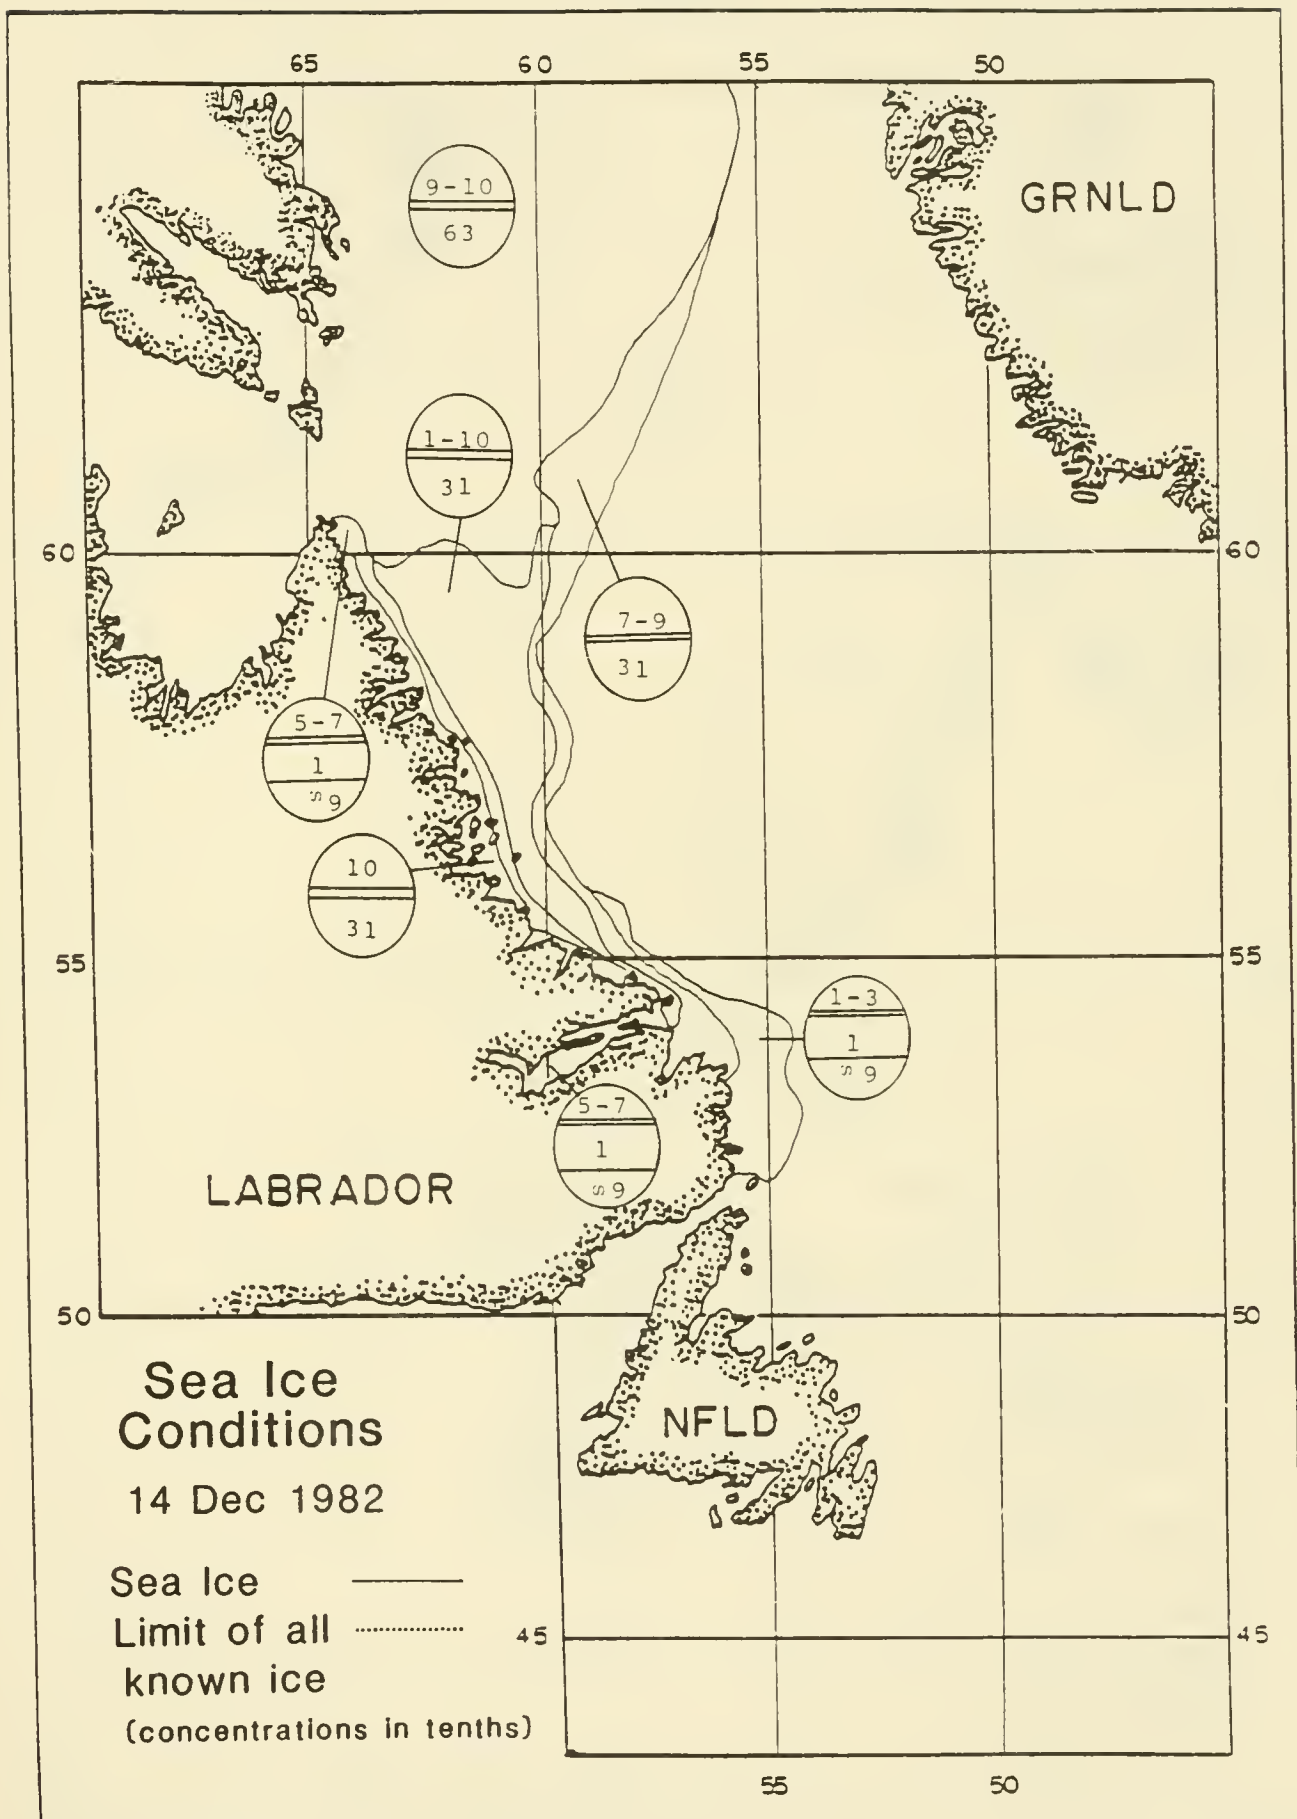 65 60 55 50
9-10
63
GRNLD
1-10
31
60 60
7-9
31
5-7
1
s 9
10
31
55 55
1-3
1
s 9
5-7
1
s 9
LABRADOR
50 50
Sea Ice
Conditions
14 Dec 1982
NFLD
Sea Ice
Limit of all
known ice
(concentrations in tenths)
45 45
55 50